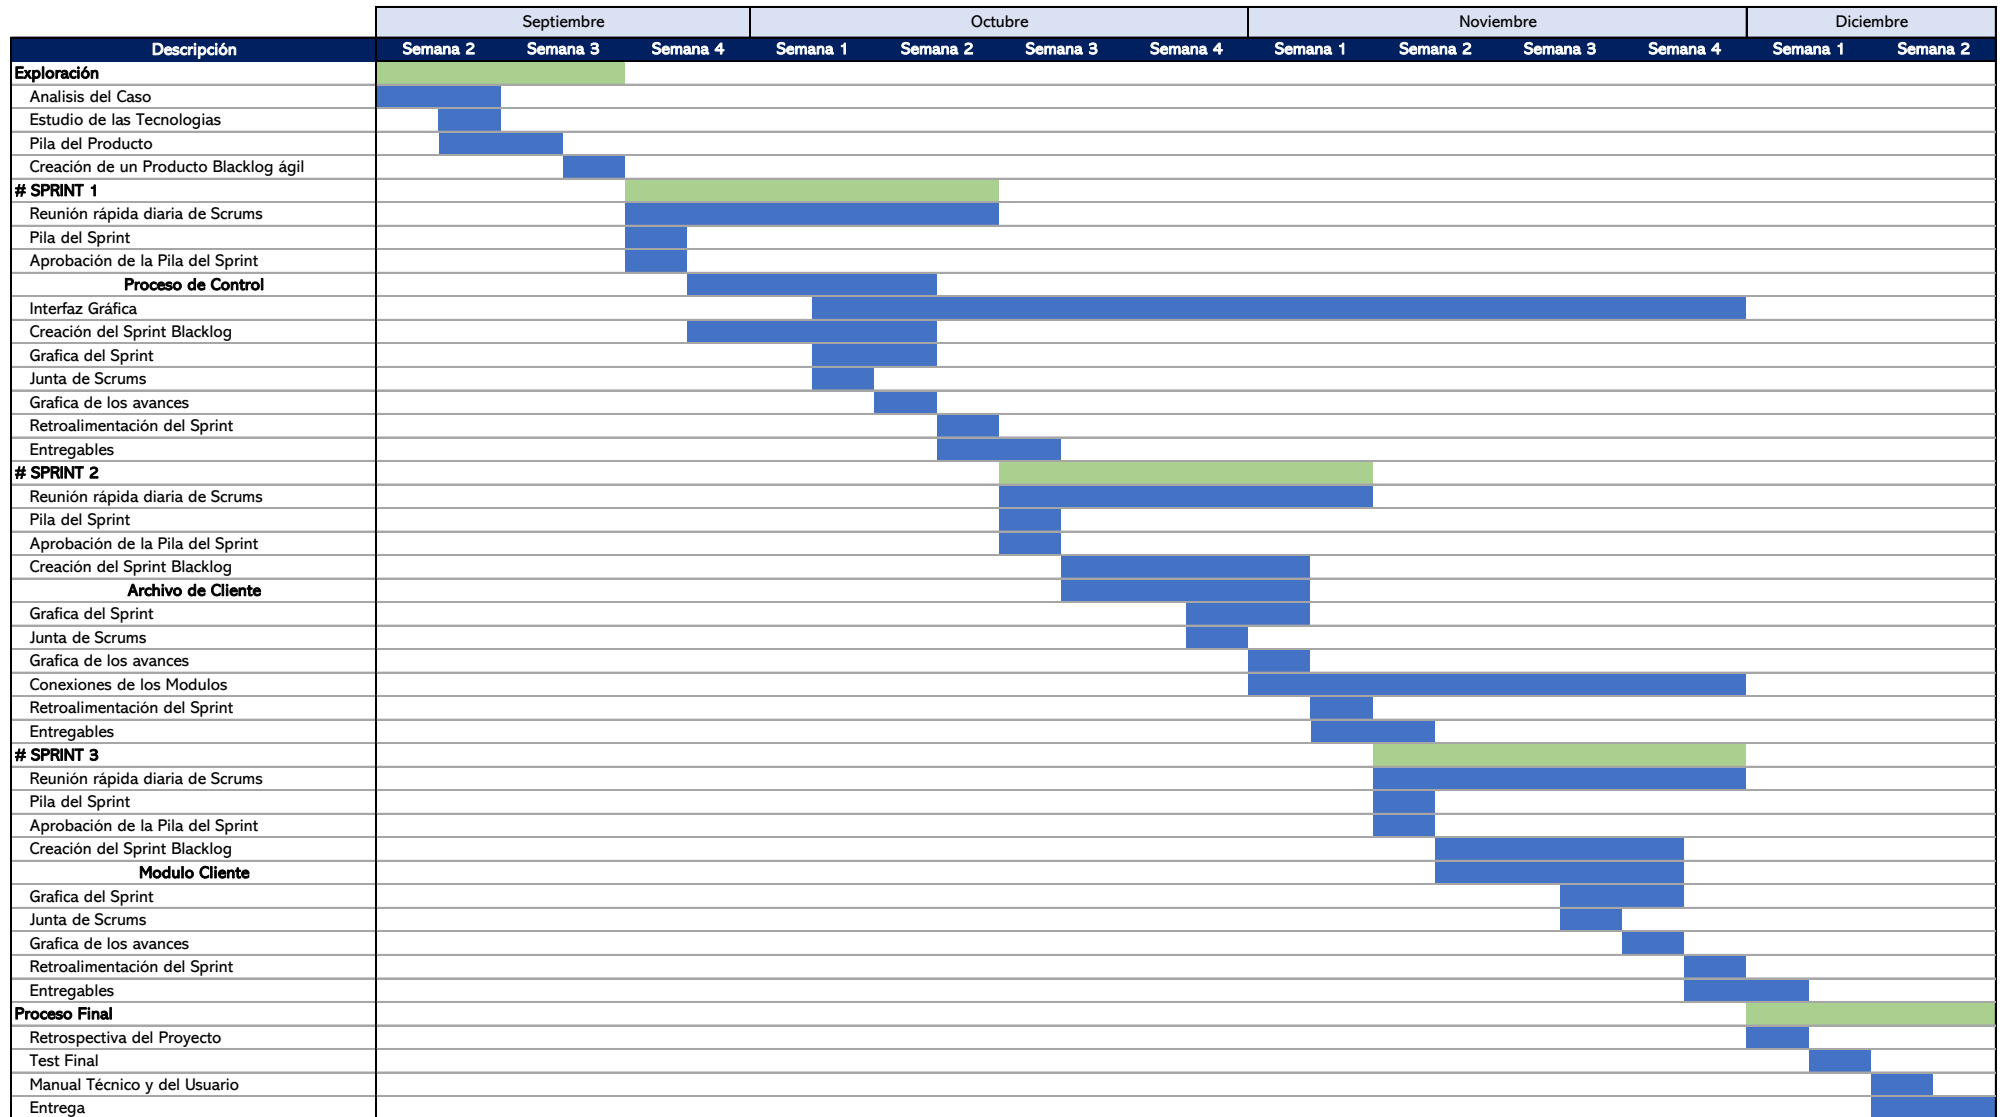 Septiembre Octubre Noviembre Diciembre
Descripción Semana 2 Semana 3 Semana 4 Semana 1 Semana 2 Semana 3 Semana 4 Semana 1 Semana 2 Semana 3 Semana 4 Semana 1 Semana 2
Exploración
Analisis del Caso
Estudio de las Tecnologias
Pila del Producto
Creación de un Producto Blacklog ágil
# SPRINT 1
Reunión rápida diaria de Scrums
Pila del Sprint
Aprobación de la Pila del Sprint
Proceso de Control
Interfaz Gráfica
Creación del Sprint Blacklog
Grafica del Sprint
Junta de Scrums
Grafica de los avances
Retroalimentación del Sprint
Entregables
# SPRINT 2
Reunión rápida diaria de Scrums
Pila del Sprint
Aprobación de la Pila del Sprint
Creación del Sprint Blacklog
Archivo de Cliente
Grafica del Sprint
Junta de Scrums
Grafica de los avances
Conexiones de los Modulos
Retroalimentación del Sprint
Entregables
# SPRINT 3
Reunión rápida diaria de Scrums
Pila del Sprint
Aprobación de la Pila del Sprint
Creación del Sprint Blacklog
Modulo Cliente
Grafica del Sprint
Junta de Scrums
Grafica de los avances
Retroalimentación del Sprint
Entregables
Proceso Final
Retrospectiva del Proyecto
Test Final
Manual Técnico y del Usuario
Entrega